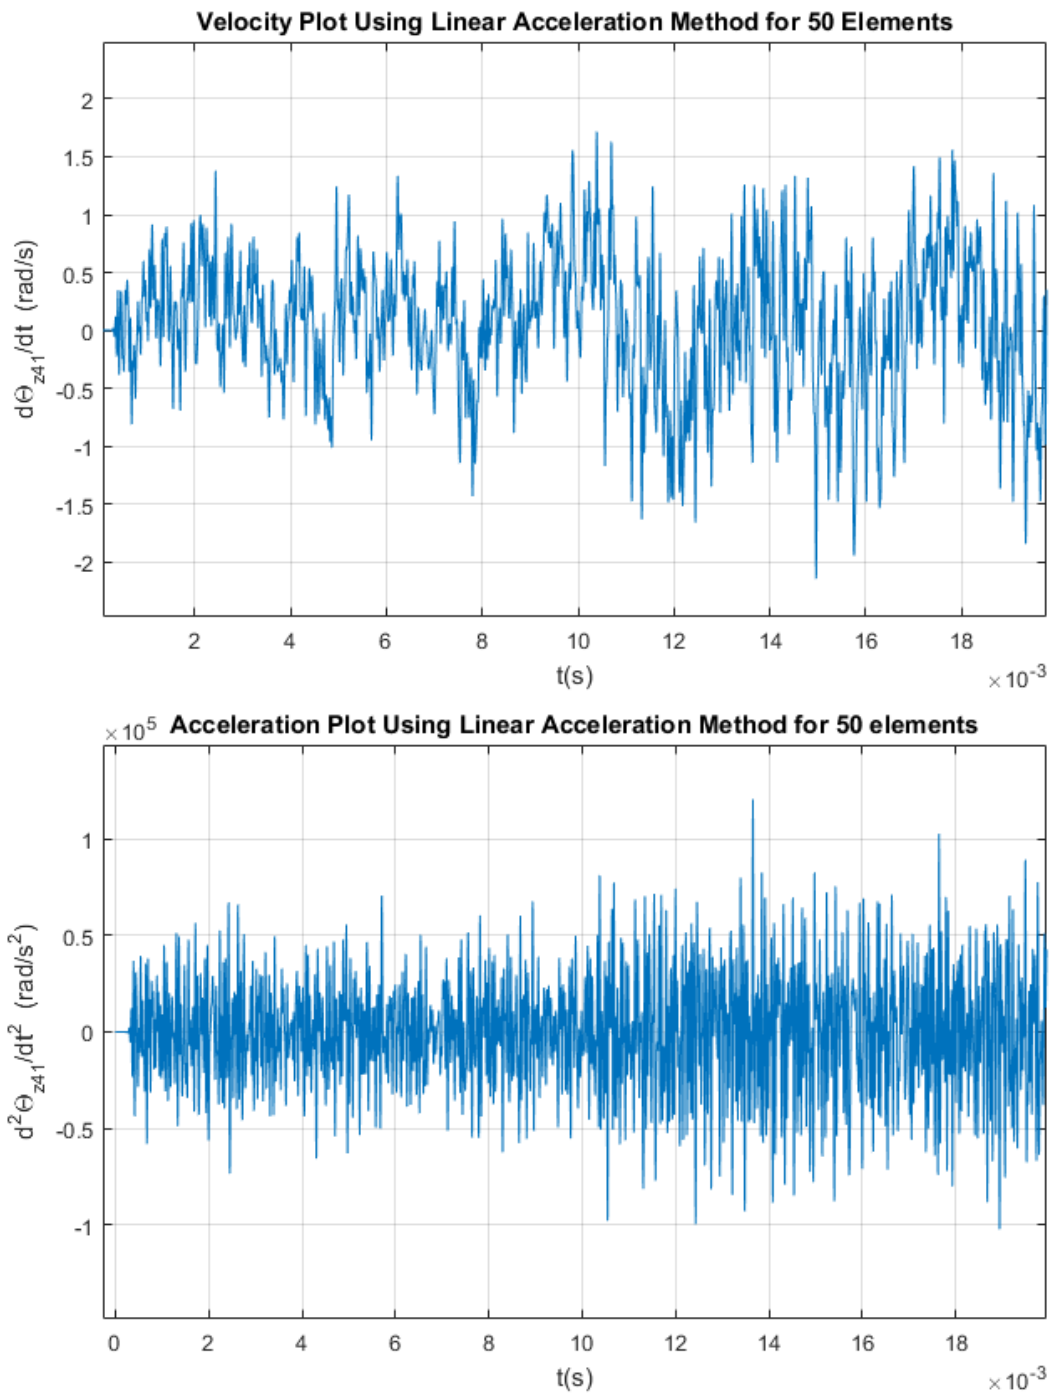 Velocity Plot Using Linear Acceleration Method for 50 Elements
2
1.5
1
0.5
0
-0.5
-1
-1.5
-2
dΘz41/dt (rad/s)
2 4 6 8 10 12 14 16 18
t(s)
×10-3
×105
Acceleration Plot Using Linear Acceleration Method for 50 elements
1
0.5
0
-0.5
-1
d2Θz41/dt2 (rad/s2)
0 2 4 6 8 10 12 14 16 18
t(s)
×10-3